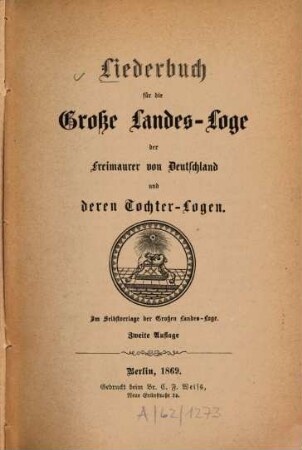 Liederbuch
für die
Große Landes-Loge
der
Freimaurer von Deutschland
und
deren Tochter-Logen.
Im Selbstverlage der Großen Landes-Loge.
Zweite Auflage
Berlin, 1869.
Gedruckt beim Br. C. F. Weiß,
Neue Grünstraße 24.
A/62/1273